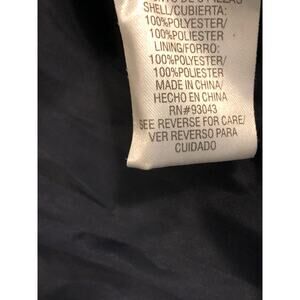 SHELL/CUBIERTA:
100%POLYESTER/
100%POLIESTER
LINING/FORRO:
100%POLYESTER/
100%POLIESTER
MADE IN CHINA/
HECHO EN CHINA
RN#93043
SEE REVERSE FOR CARE/
VER REVERSO PARA
CUIDADO